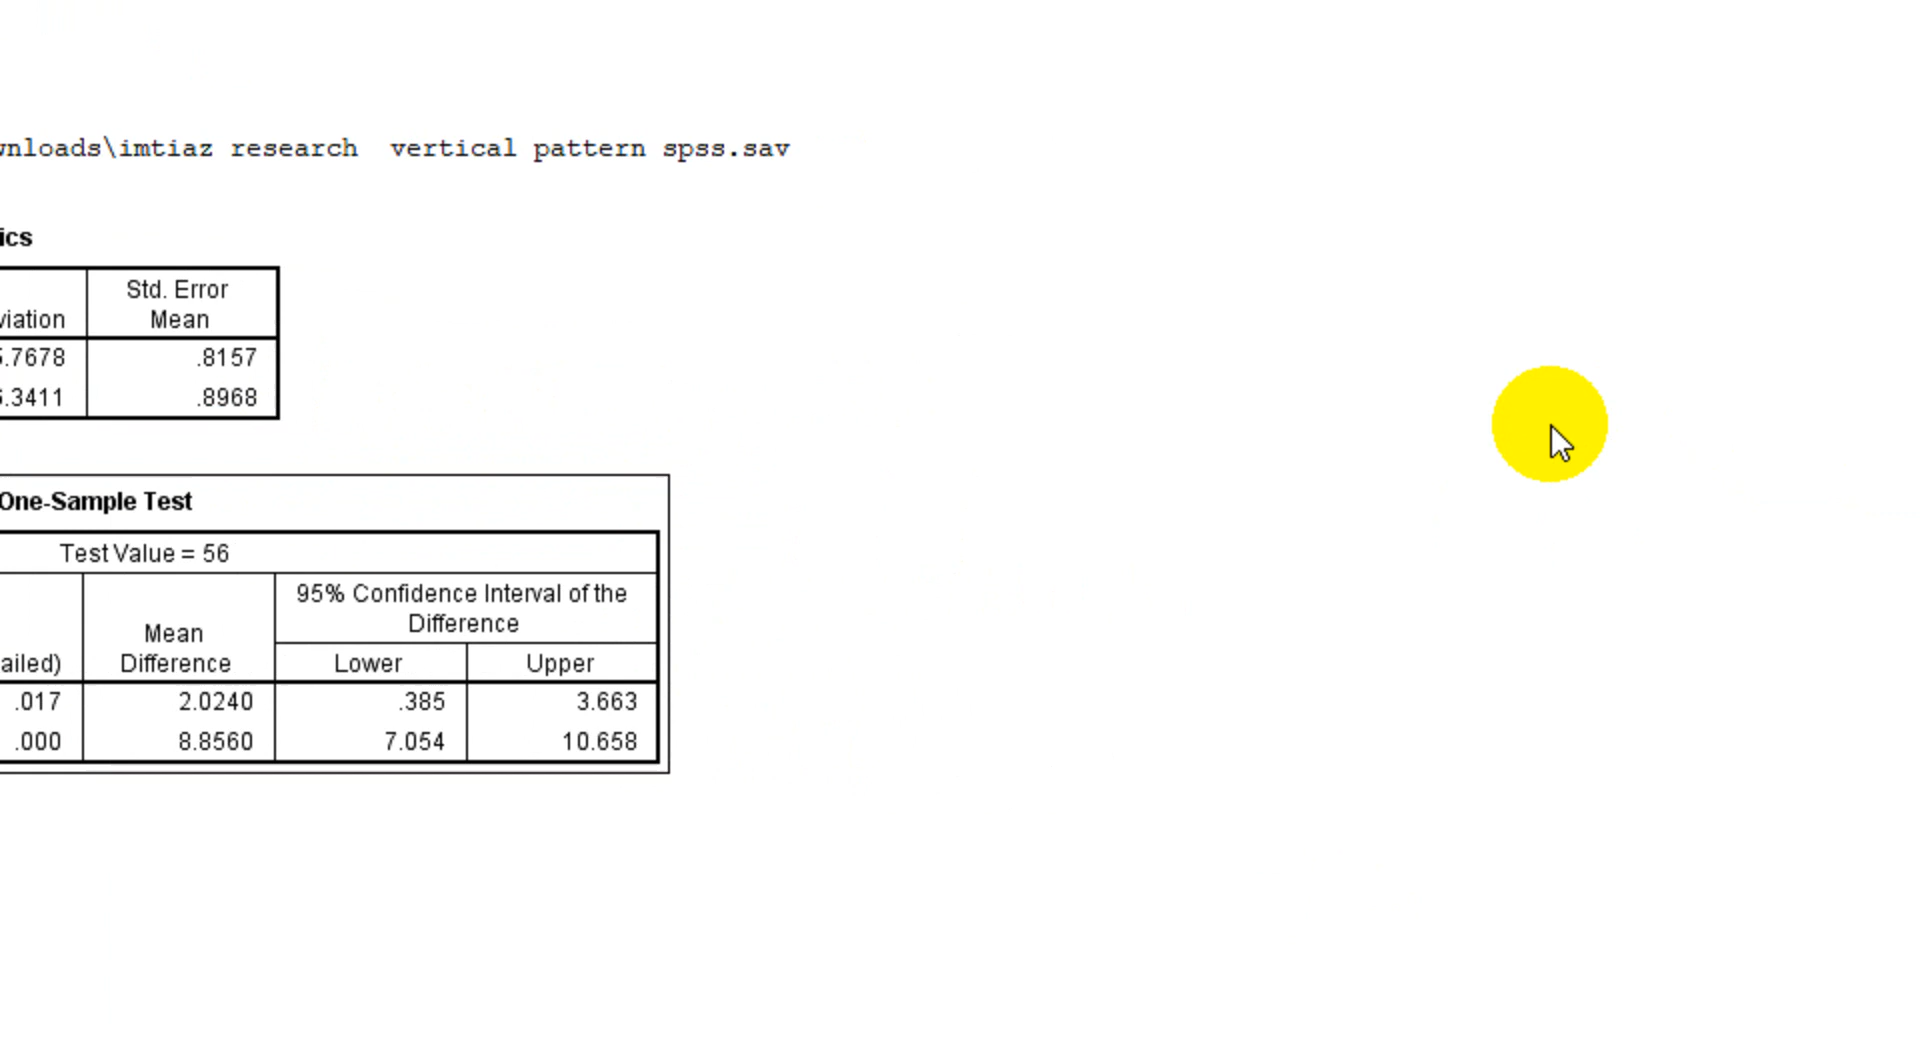 wnloads\imtiaz research  vertical pattern spss.sav
ics
Std. Error
viation Mean
.7678 .8157
.3411 .8968
One-Sample Test
Test Value = 56
95% Confidence Interval of the
Mean Difference
ailed) Difference Lower Upper
.017 2.0240 .385 3.663
.000 8.8560 7.054 10.658